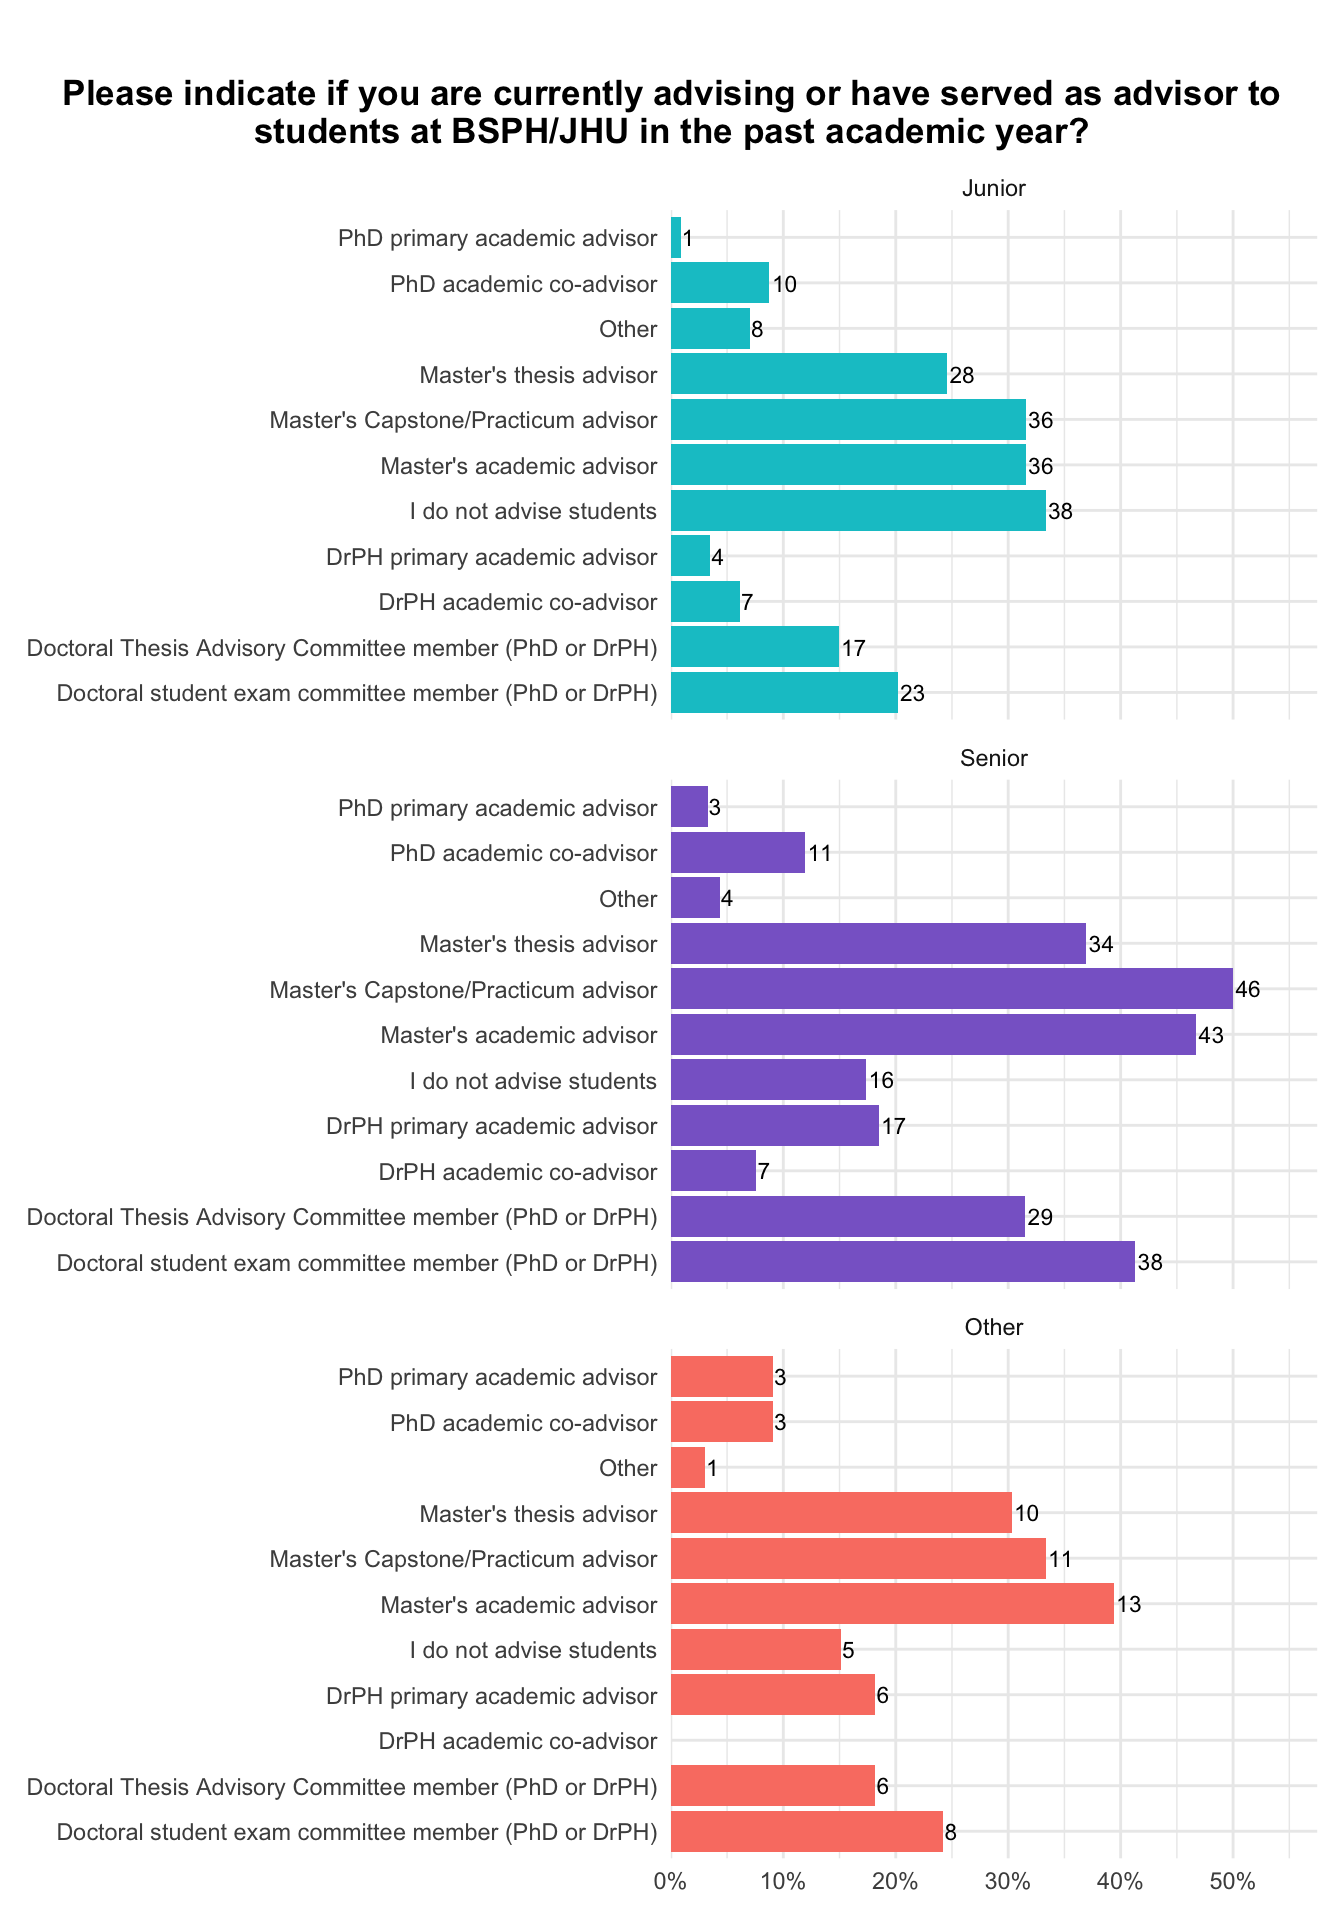 Please indicate if you are currently advising or have served as advisor to
students at BSPH/JHU in the past academic year?
Junior
PhD primary academic advisor 1
PhD academic co-advisor 10
Other 8
Master's thesis advisor 28
Master's Capstone/Practicum advisor 36
Master's academic advisor 36
I do not advise students 38
DrPH primary academic advisor 4
DrPH academic co-advisor 7
Doctoral Thesis Advisory Committee member (PhD or DrPH) 17
Doctoral student exam committee member (PhD or DrPH) 23
Senior
PhD primary academic advisor 3
PhD academic co-advisor 11
Other 4
Master's thesis advisor 34
Master's Capstone/Practicum advisor 46
Master's academic advisor 43
I do not advise students 16
DrPH primary academic advisor 17
DrPH academic co-advisor 7
Doctoral Thesis Advisory Committee member (PhD or DrPH) 29
Doctoral student exam committee member (PhD or DrPH) 38
Other
PhD primary academic advisor 3
PhD academic co-advisor 3
Other 1
Master's thesis advisor 10
Master's Capstone/Practicum advisor 11
Master's academic advisor 13
I do not advise students 5
DrPH primary academic advisor 6
DrPH academic co-advisor
Doctoral Thesis Advisory Committee member (PhD or DrPH) 6
Doctoral student exam committee member (PhD or DrPH) 8
0% 10% 20% 30% 40% 50%